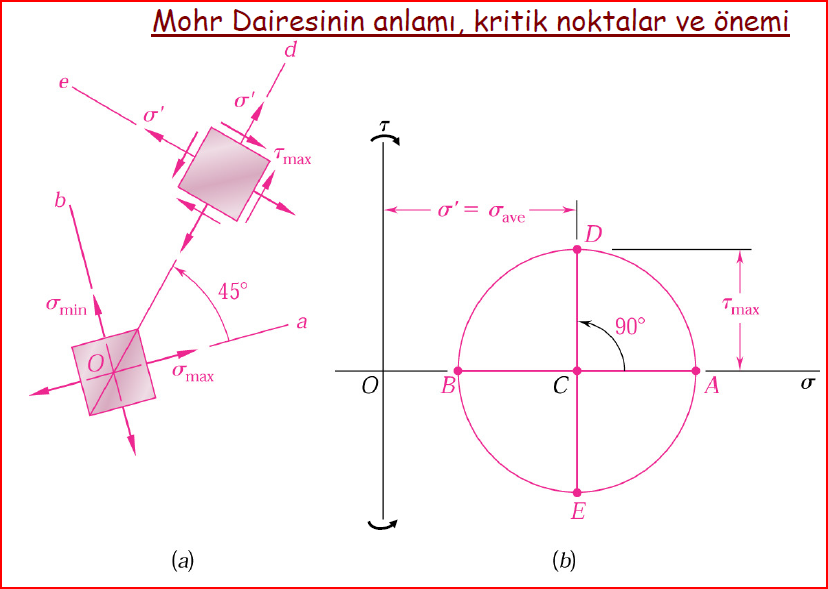 Mohr Dairesinin anlamı, kritik noktalar ve önemi
d
e
σ′
σ′
τmax
b
45°
σmin
a
O
σmax
(a)
τ
σ′ = σave
D
τmax
90°
O
B
C
A
σ
E
(b)